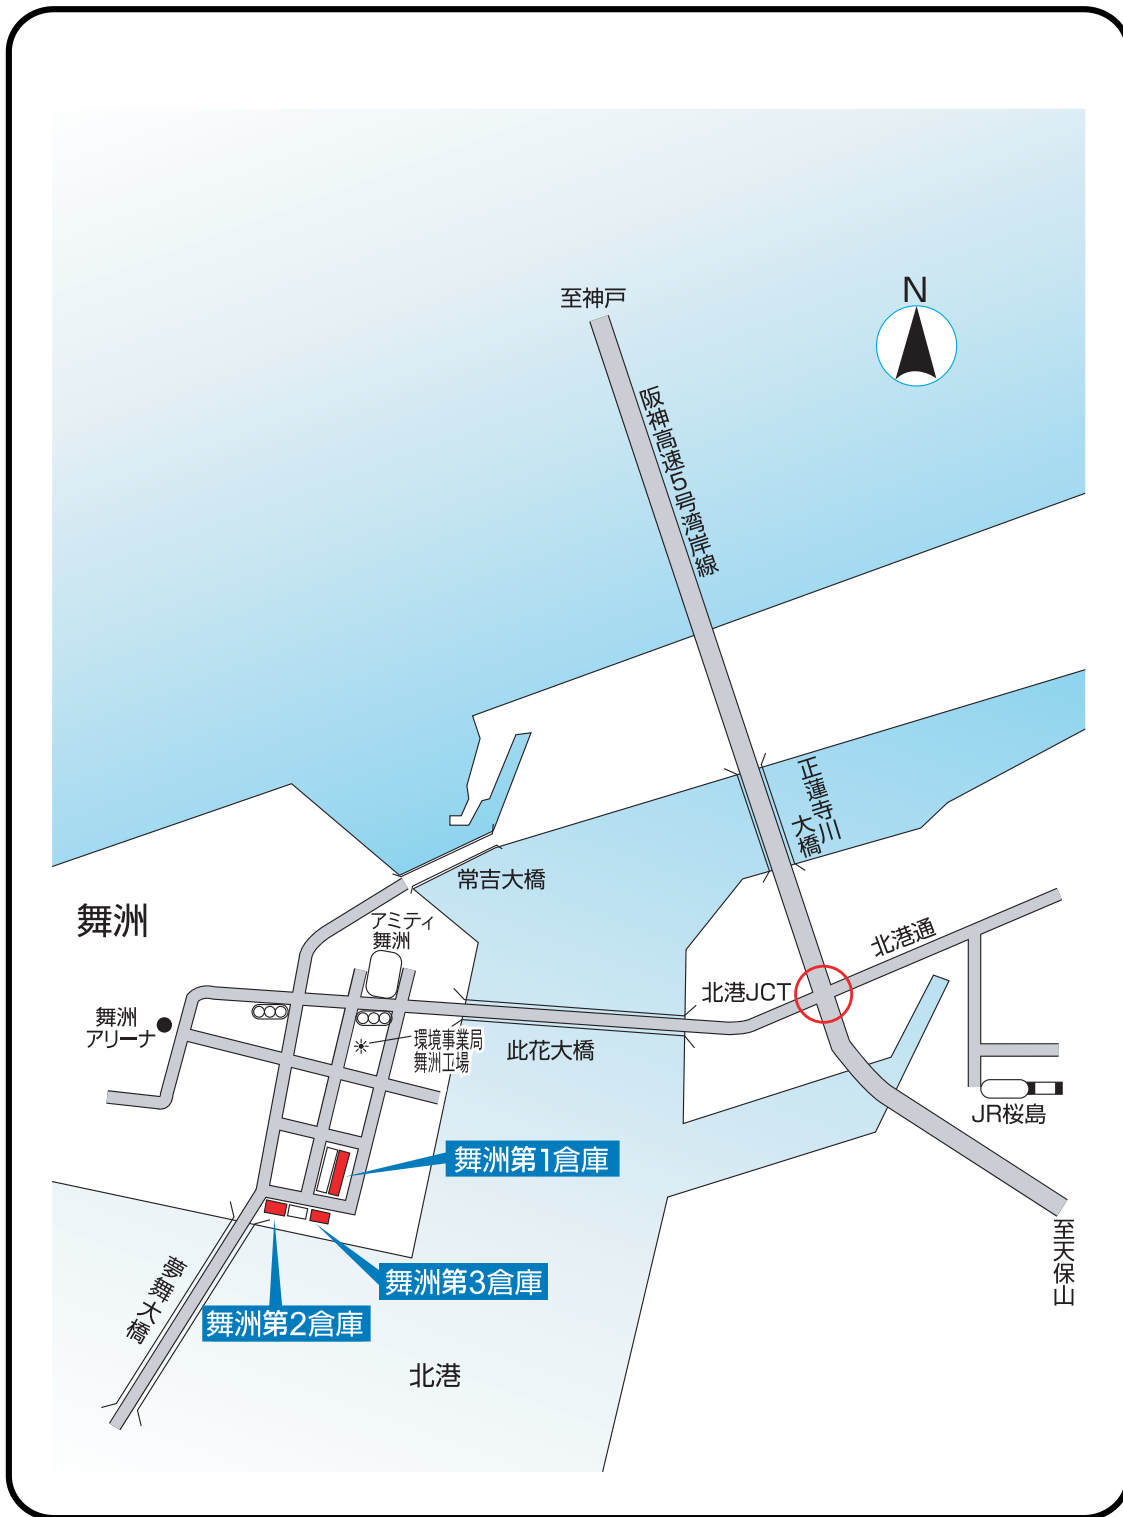 至神戸
N
阪神高速5号湾岸線
正蓮寺川
大橋
常吉大橋
舞洲
アミティ
舞洲
北港通
北港JCT
舞洲
アリーナ
環境事業局
舞洲工場
此花大橋
JR桜島
舞洲第1倉庫
至天保山
夢舞大橋
舞洲第3倉庫
舞洲第2倉庫
北港